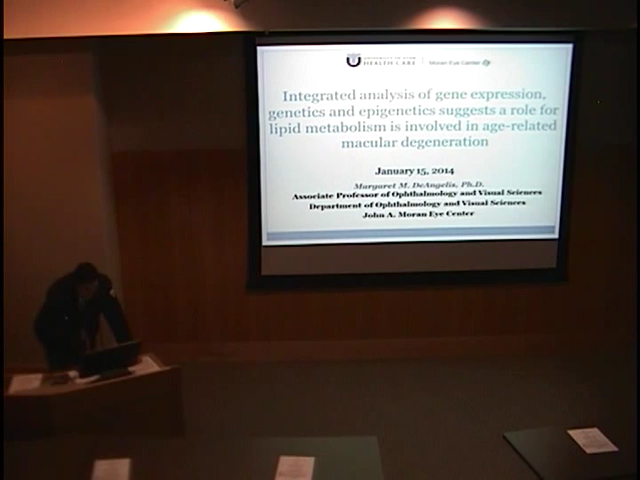 UNIVERSITY OF UTAH
HEALTH CARE
Moran Eye Center
Integrated analysis of gene expression,
genetics and epigenetics suggests a role for
lipid metabolism is involved in age-related
macular degeneration
January 15, 2014
Margaret M. DeAngelis, Ph.D.
Associate Professor of Ophthalmology and Visual Sciences
Department of Ophthalmology and Visual Sciences
John A. Moran Eye Center